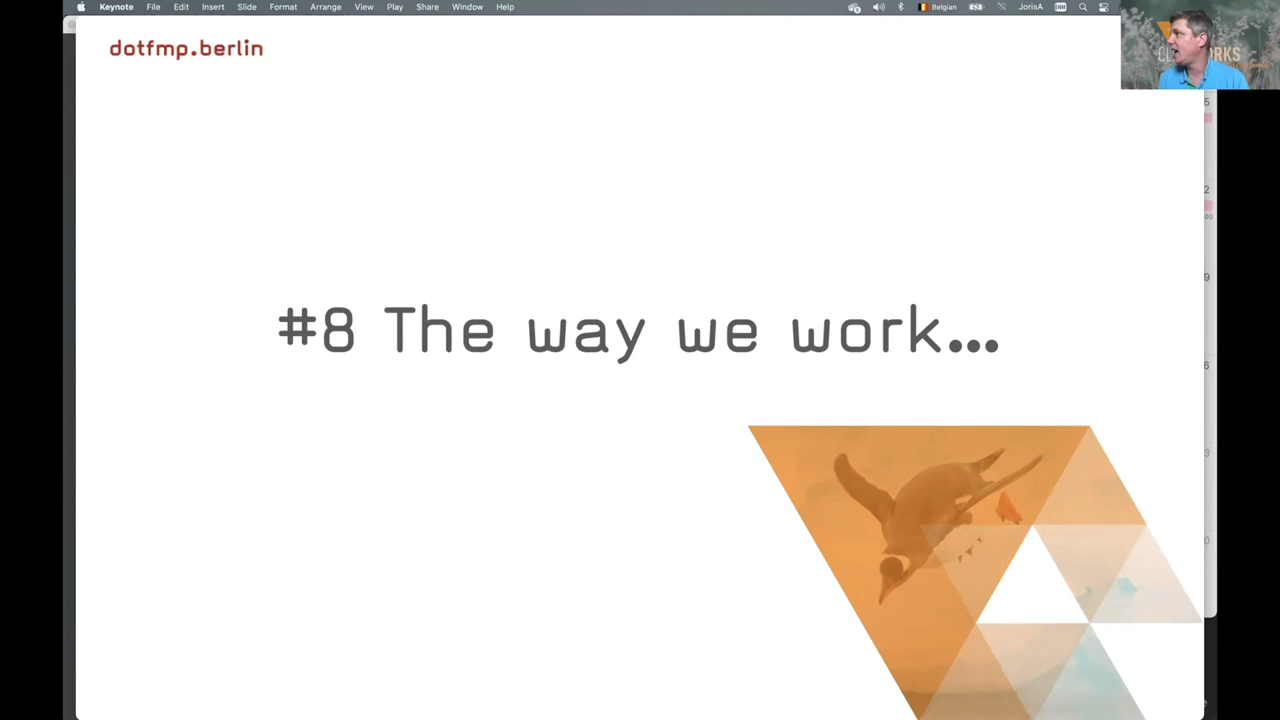 Keynote File Edit Insert Slide Format Arrange View Play Share Window Help Belgian JorisA
dotfmp.berlin
#8 The way we work...